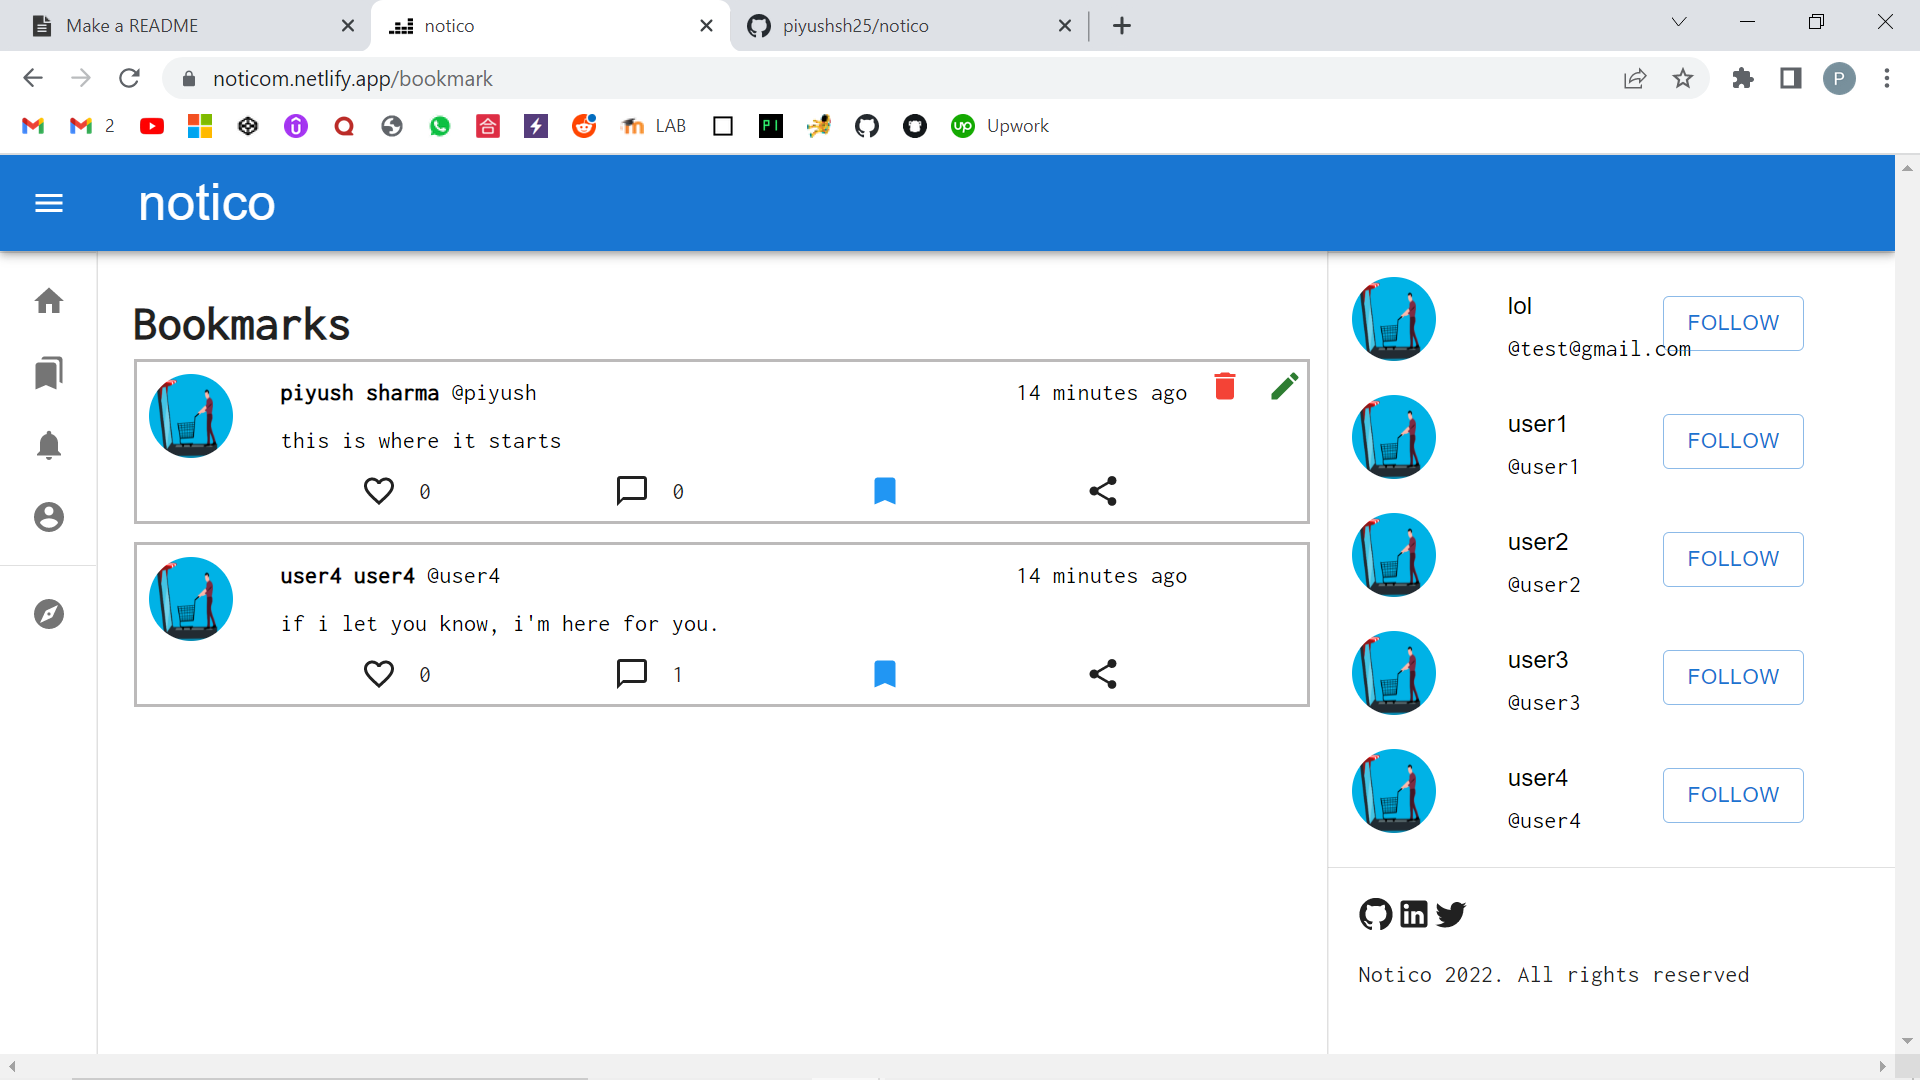 Make a README
notico
piyushsh25/notico
noticom.netlify.app/bookmark
P
2
LAB
PI
up
Upwork
notico
Bookmarks
piyush sharma @piyush 14 minutes ago
this is where it starts
0 0
user4 user4 @user4 14 minutes ago
if i let you know, i'm here for you.
0 1
lol
@test@gmail.com
FOLLOW
user1
@user1
FOLLOW
user2
@user2
FOLLOW
user3
@user3
FOLLOW
user4
@user4
FOLLOW
in
Notico 2022. All rights reserved